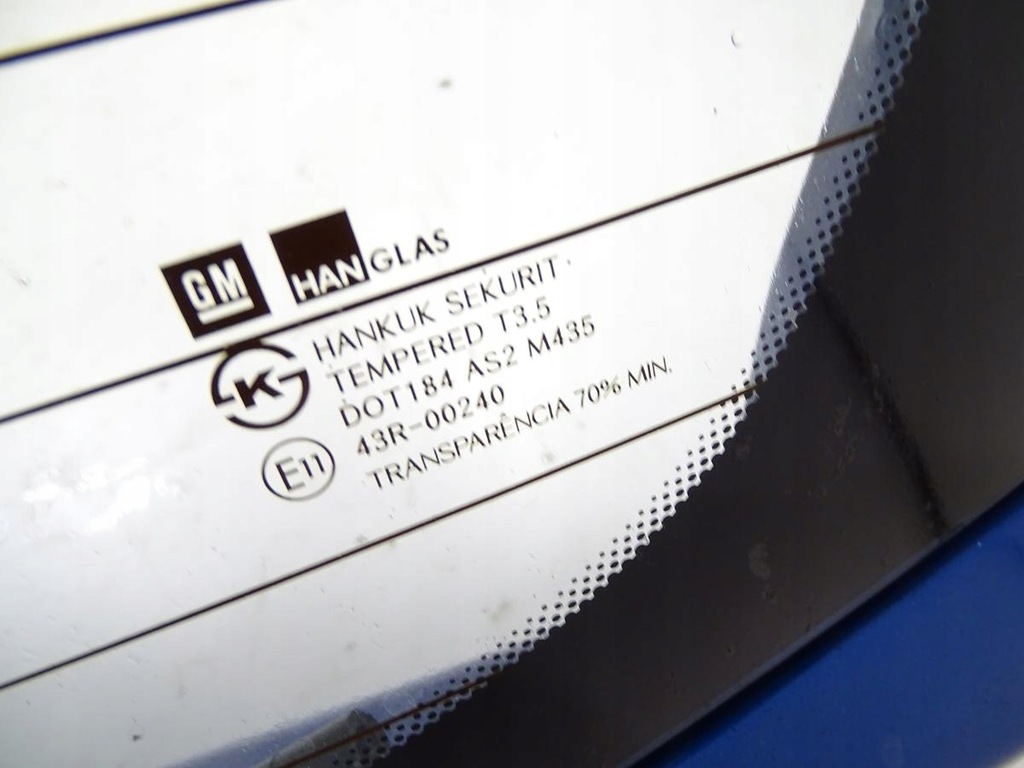 GM
HANGLAS
HANKUK SEKURIT
TEMPERED T3.5
DOT184 AS2 M435
43R-00240
TRANSPARÊNCIA 70% MIN.
K
E11